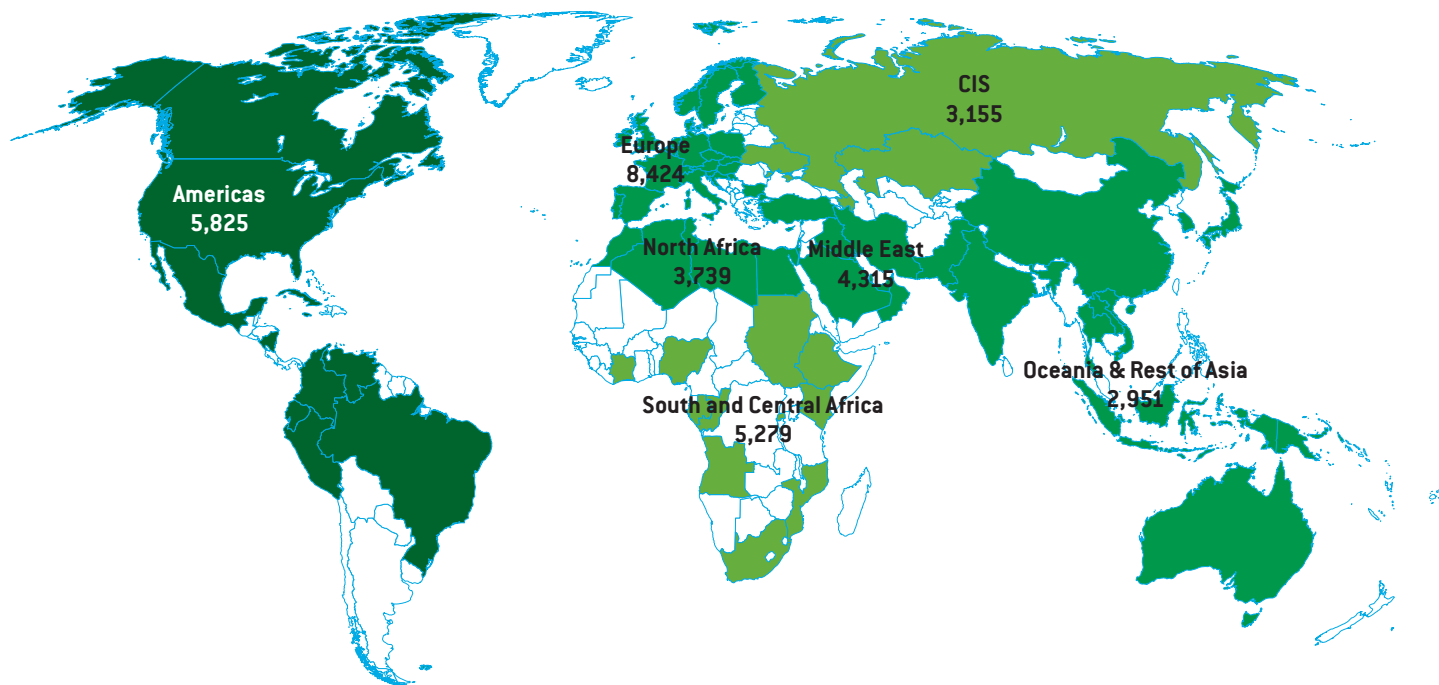 CIS
3,155
Europe
8,424
Americas
5,825
North Africa
3,739
Middle East
4,315
Oceania & Rest of Asia
2,951
South and Central Africa
5,279